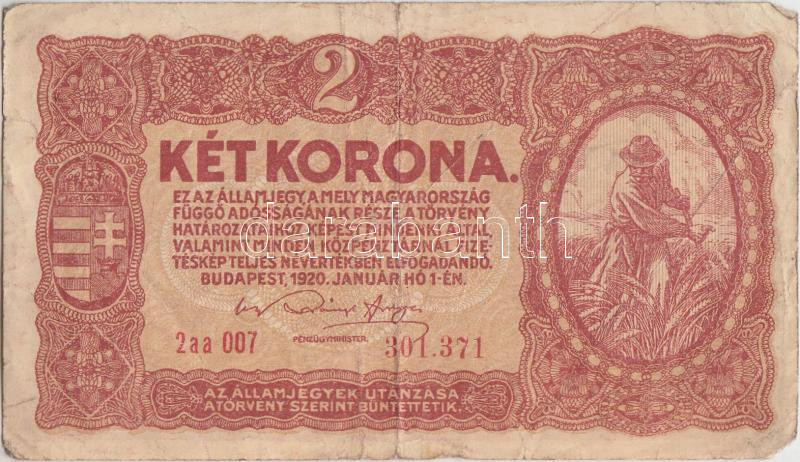 2
KÉT KORONA.
EZ AZ ÁLLAMJEGY, A MELY MAGYARORSZÁG
FÜGGŐ ADÓSSÁGÁNAK RÉSZE, A TÖRVÉNY
HATÁROZMÁNYAIHOZ KÉPEST MINDENKI ÁLTAL,
VALAMINT MINDEN KÖZPÉNZTÁRNÁL FIZE-
TÉSKÉP TELJES NÉVÉRTÉKBEN ELFOGADANDÓ.
BUDAPEST, 1920. JANUÁR HÓ 1-ÉN.
2aa 007
PÉNZÜGYMINISTER.
301.371
AZ ÁLLAMJEGYEK UTÁNZÁSA
A TÖRVÉNY SZERINT BÜNTETTETIK.
darabanth